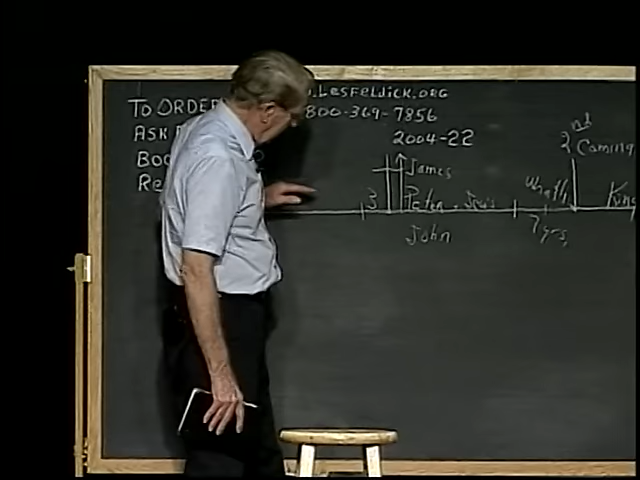 To ORDER .LesFeldick.ORG
800-369-7856
ASK
2004-22
2nd Coming
Boo
James
Re
3 Peter - Jews Wrath King
John 7 yrs,